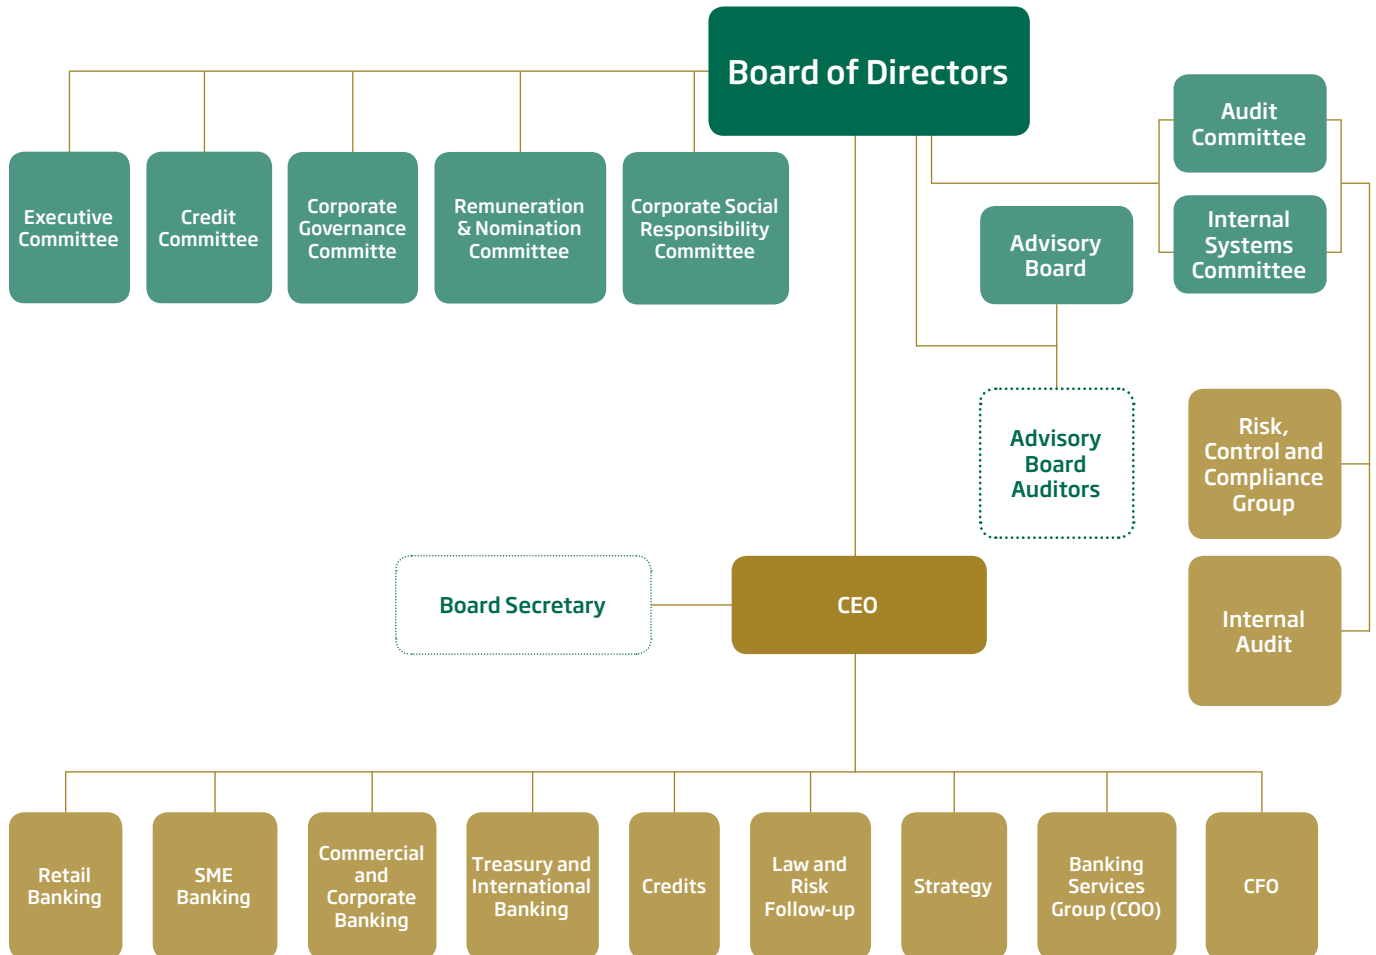 Board of Directors
Audit
Committee
Executive
Committee
Credit
Committee
Corporate
Governance
Committe
Remuneration
& Nomination
Committee
Corporate Social
Responsibility
Committee
Advisory
Board
Internal
Systems
Committee
Advisory
Board
Auditors
Risk,
Control and
Compliance
Group
Board Secretary
CEO
Internal
Audit
Retail
Banking
SME
Banking
Commercial
and
Corporate
Banking
Treasury and
International
Banking
Credits
Law and
Risk
Follow-up
Strategy
Banking
Services
Group (COO)
CFO